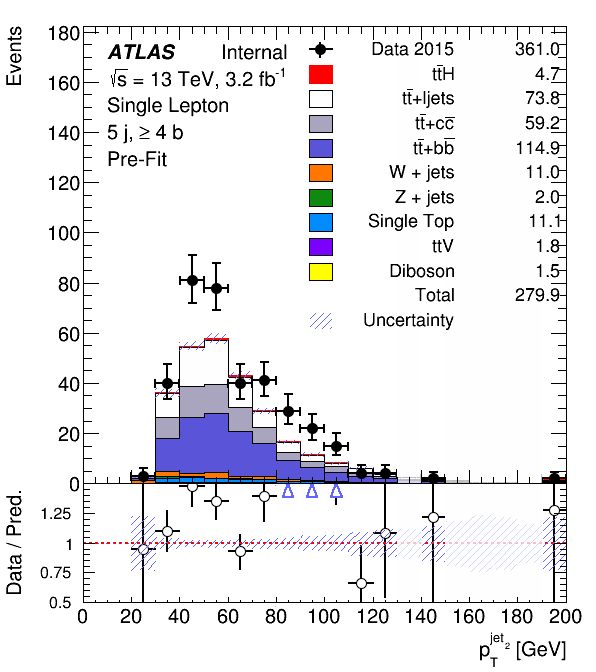 Events
180
160
140
120
100
80
60
40
20
0
ATLAS Internal
√s = 13 TeV, 3.2 fb⁻¹
Single Lepton
5 j, ≥ 4 b
Pre-Fit
Data 2015 361.0
tt̄H 4.7
tt̄+ljets 73.8
tt̄+cc̄ 59.2
tt̄+bb̄ 114.9
W + jets 11.0
Z + jets 2.0
Single Top 11.1
ttV 1.8
Diboson 1.5
Total 279.9
Uncertainty
Data / Pred.
1.25
1
0.75
0.5
0 20 40 60 80 100 120 140 160 180 200
p_T^{jet_2} [GeV]